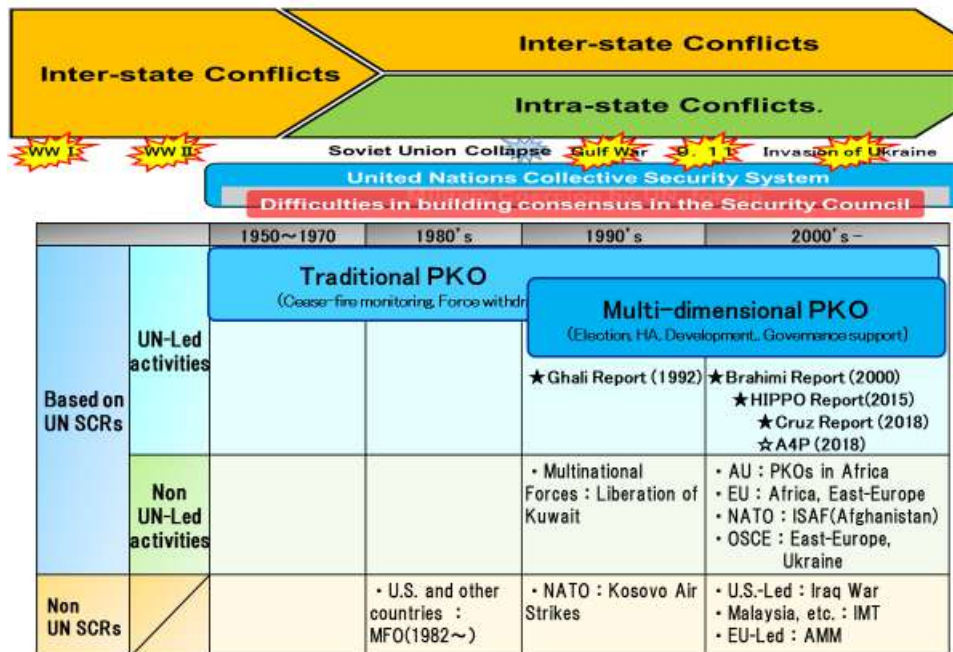 Inter-state Conflicts
Inter-state Conflicts
Intra-state Conflicts.
WW I
WW II
Soviet Union Collapse
Gulf War
9. 11
Invasion of Ukraine
United Nations Collective Security System
Difficulties in building consensus in the Security Council
1950～1970
1980's
1990's
2000's－
Traditional PKO
(Cease-fire monitoring, Force withdr
Multi-dimensional PKO
(Election, HA, Development,. Governance support)
Based on
UN SCRs
UN-Led
activities
★Ghali Report (1992)
★Brahimi Report (2000)
★HIPPO Report(2015)
★Cruz Report (2018)
☆A4P (2018)
Non
UN-Led
activities
・Multinational
Forces：Liberation of
Kuwait
・AU：PKOs in Africa
・EU：Africa, East-Europe
・NATO：ISAF(Afghanistan)
・OSCE：East-Europe,
Ukraine
Non
UN SCRs
・U.S. and other
countries ：
MFO(1982～)
・NATO：Kosovo Air
Strikes
・U.S.-Led：Iraq War
・Malaysia, etc.：IMT
・EU-Led：AMM